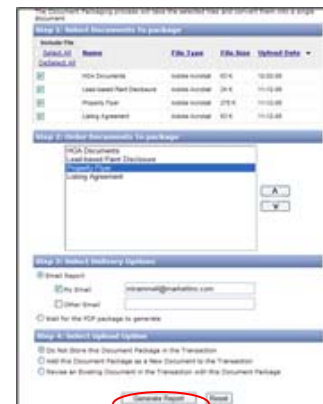 The Document Packaging process will take the selected files and convert them into a single
document
Step 1: Select Documents To package
Include File
Select All Name File Type File Size Upload Date
DeSelect All
HOA Documents Adobe Acrobat
Lead-based Paint Disclosure Adobe Acrobat
Property Flyer Adobe Acrobat
Listing Agreement Adobe Acrobat
Step 2: Order Documents To package
HOA Documents
Lead-based Paint Disclosure
Property Flyer
Listing Agreement
Λ
V
Step 3: Select Delivery Options
Email Report
My Email
Other Email
Wait for the PDF package to generate
Step 4: Select Upload Option
Do Not Store this Document Package in the Transaction
Add this Document Package as a New Document to the Transaction
Revise an Existing Document in the Transaction with this Document Package
Generate Report Reset